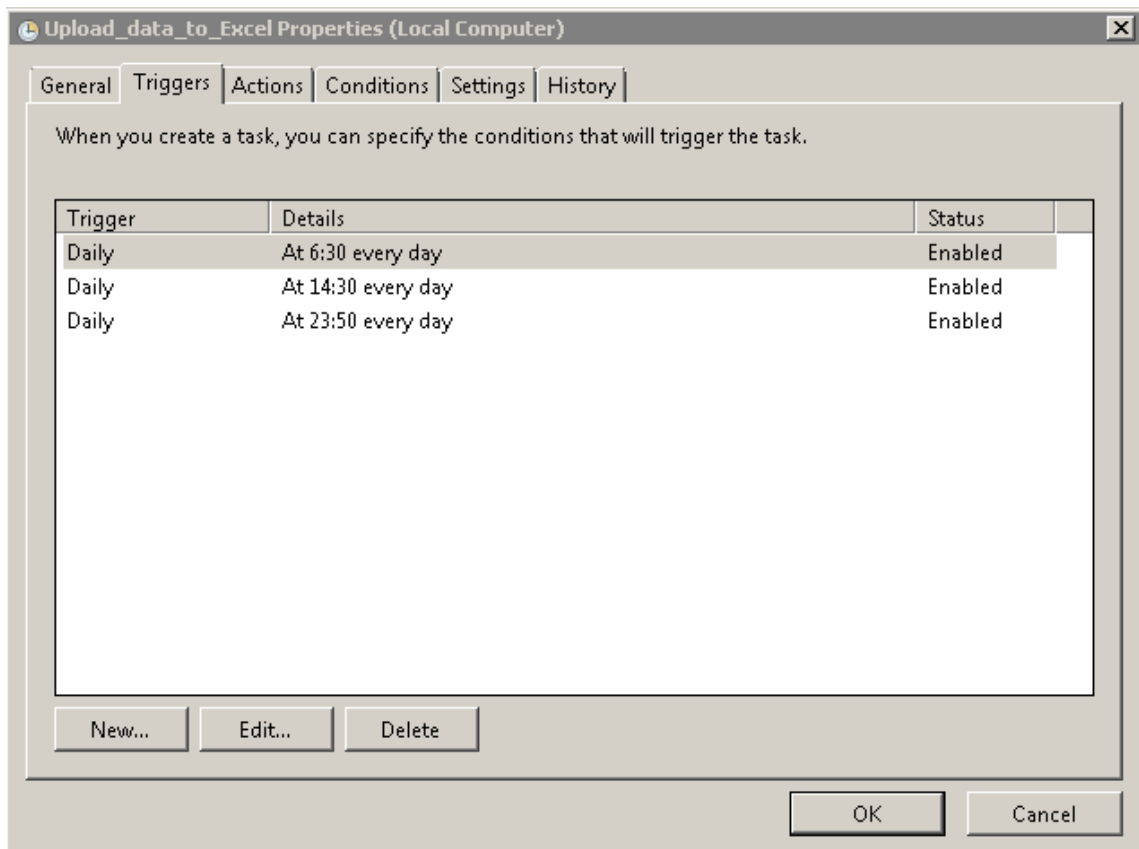 Upload_data_to_Excel Properties (Local Computer)
General Triggers Actions Conditions Settings History
When you create a task, you can specify the conditions that will trigger the task.
Trigger Details Status
Daily At 6:30 every day Enabled
Daily At 14:30 every day Enabled
Daily At 23:50 every day Enabled
New... Edit... Delete
OK Cancel